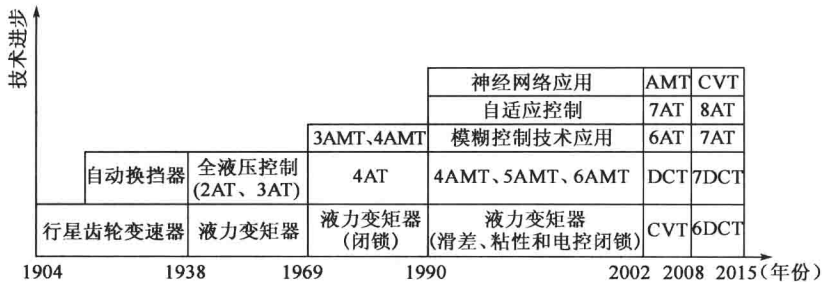 技术进步
神经网络应用 AMT CVT
自适应控制 7AT 8AT
3AMT、4AMT 模糊控制技术应用 6AT 7AT
自动换挡器 全液压控制 4AT 4AMT、5AMT、6AMT DCT 7DCT
(2AT、3AT)
行星齿轮变速器 液力变矩器 液力变矩器 液力变矩器 CVT 6DCT
(闭锁) (滑差、粘性和电控闭锁)
1904 1938 1969 1990 2002 2008 2015(年份)